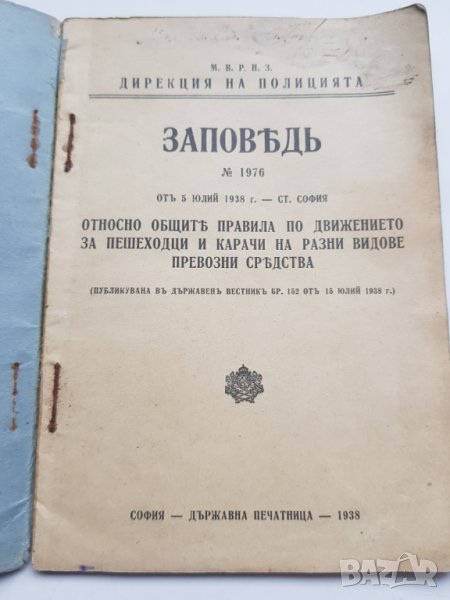 М. В. Р. Н. З.
ДИРЕКЦИЯ НА ПОЛИЦИЯТА
ЗАПОВѢДЬ
№ 1976
ОТЪ 5 ЮЛИЙ 1938 г. — СТ. СОФИЯ
ОТНОСНО ОБЩИТѢ ПРАВИЛА ПО ДВИЖЕНИЕТО
ЗА ПЕШЕХОДЦИ И КАРАЧИ НА РАЗНИ ВИДОВЕ
ПРЕВОЗНИ СРѢДСТВА
(ПУБЛИКУВАНА ВЪ ДЪРЖАВЕНЪ ВЕСТНИКЪ БР. 152 ОТЪ 15 ЮЛИЙ 1938 г.)
СОФИЯ — ДЪРЖАВНА ПЕЧАТНИЦА — 1938
BAZAR